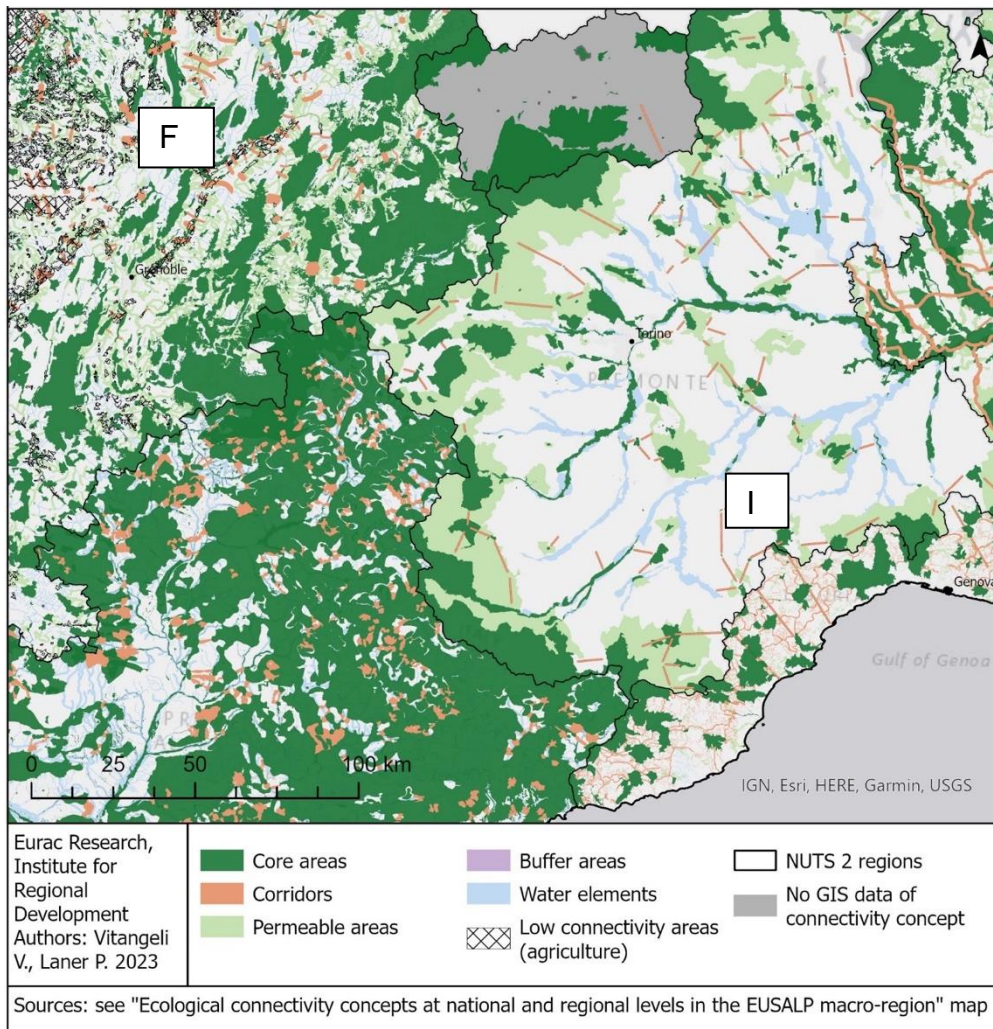 F
Grenoble
Torino
PIEMONTE
I
Genova
Gulf of Genoa
0 25 50 100 km
IGN, Esri, HERE, Garmin, USGS
Eurac Research,
Institute for
Regional
Development
Authors: Vitangeli
V., Laner P. 2023
Core areas
Corridors
Permeable areas
Buffer areas
Water elements
Low connectivity areas
(agriculture)
NUTS 2 regions
No GIS data of
connectivity concept
Sources: see "Ecological connectivity concepts at national and regional levels in the EUSALP macro-region" map